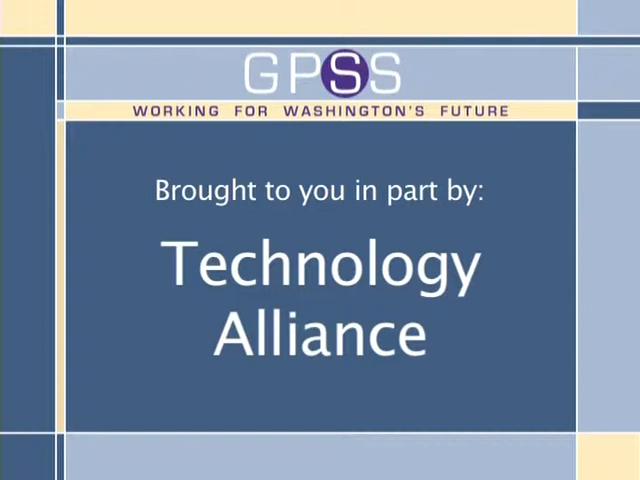 GPSS
WORKING FOR WASHINGTON'S FUTURE
Brought to you in part by:
Technology
Alliance